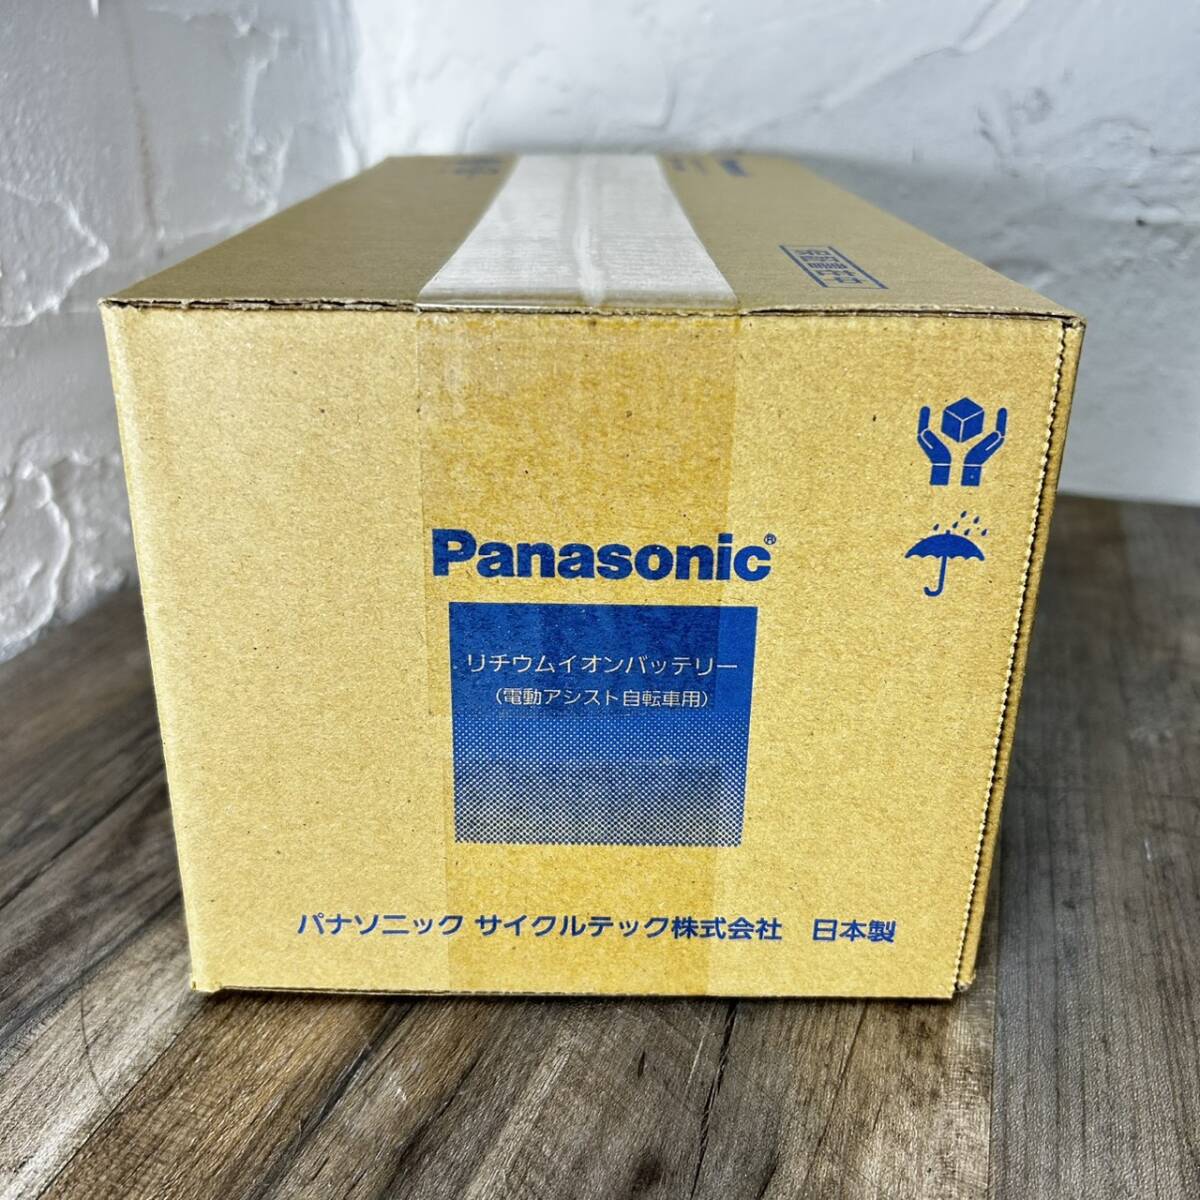 Panasonic®
リチウムイオンバッテリー
（電動アシスト自転車用）
パナソニック サイクルテック株式会社 日本製